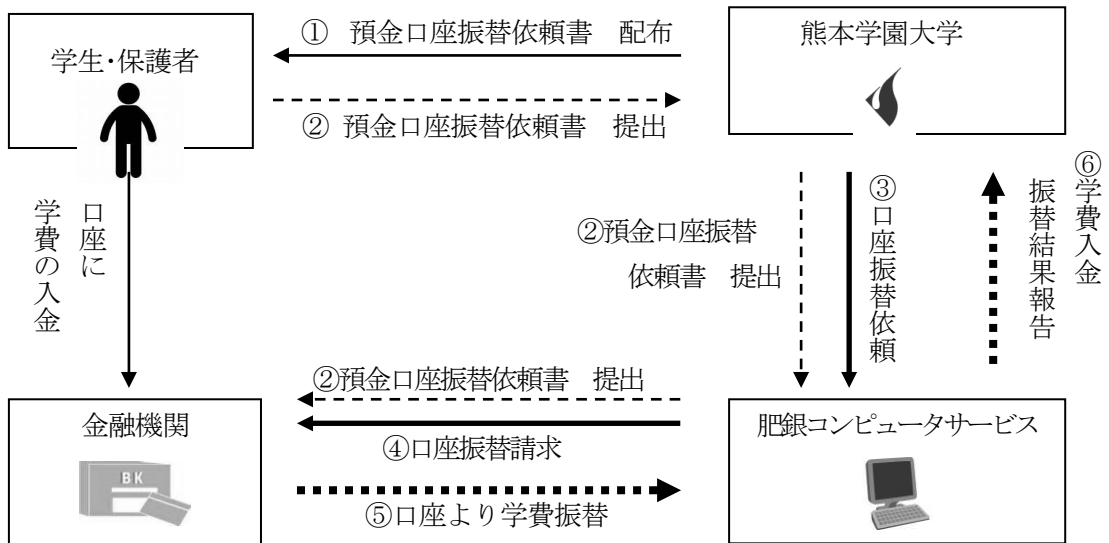 ① 預金口座振替依頼書　配布
熊本学園大学
学生・保護者
② 預金口座振替依頼書　提出
口座に
学費の入金
②預金口座振替
依頼書　提出
③口座振替依頼
⑥学費入金
振替結果報告
②預金口座振替依頼書　提出
金融機関
BK
④口座振替請求
⑤口座より学費振替
肥銀コンピュータサービス